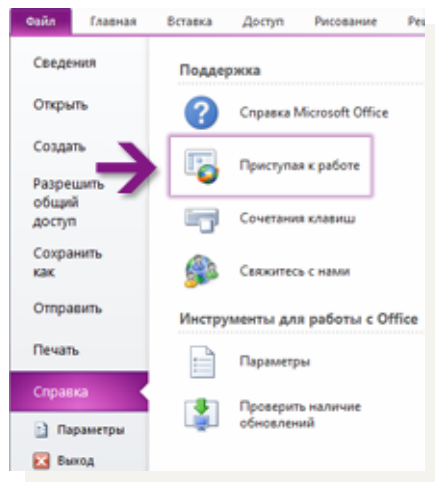 Файл Главная Вставка Доступ Рисование
Сведения
Открыть
Создать
Разрешить
общий
доступ
Сохранить
как
Отправить
Печать
Справка
Параметры
Выход
Поддержка
Справка Microsoft Office
Приступая к работе
Сочетания клавиш
Свяжитесь с нами
Инструменты для работы с Office
Параметры
Проверить наличие
обновлений